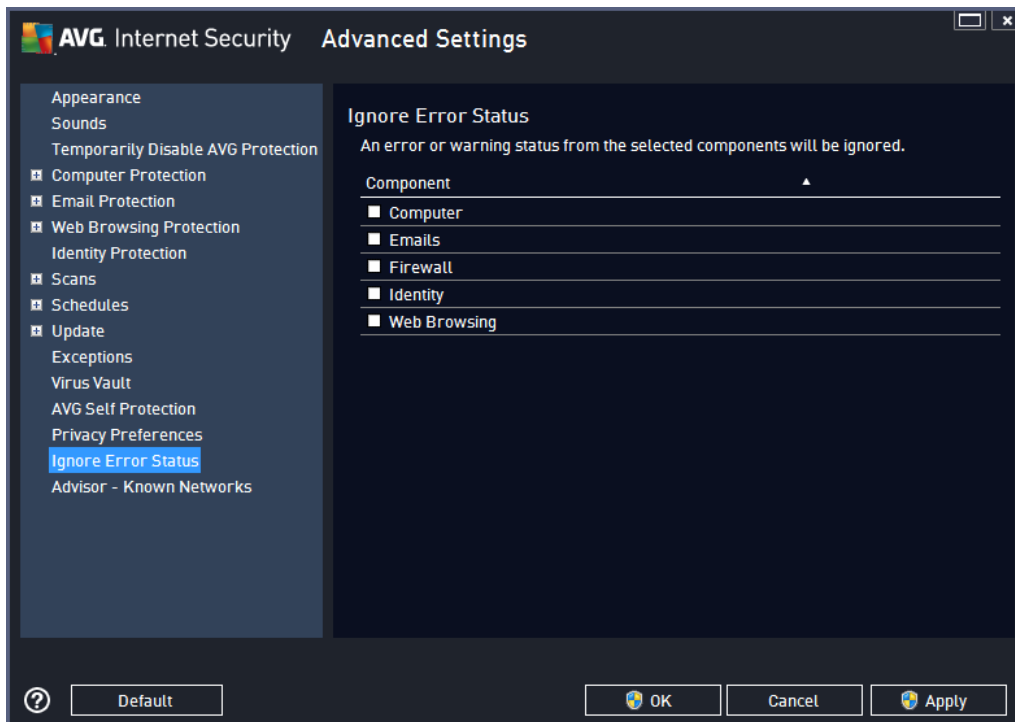 AVG. Internet Security Advanced Settings
Appearance
Sounds
Temporarily Disable AVG Protection
Computer Protection
Email Protection
Web Browsing Protection
Identity Protection
Scans
Schedules
Update
Exceptions
Virus Vault
AVG Self Protection
Privacy Preferences
Ignore Error Status
Advisor - Known Networks
Ignore Error Status
An error or warning status from the selected components will be ignored.
Component
Computer
Emails
Firewall
Identity
Web Browsing
? Default OK Cancel Apply